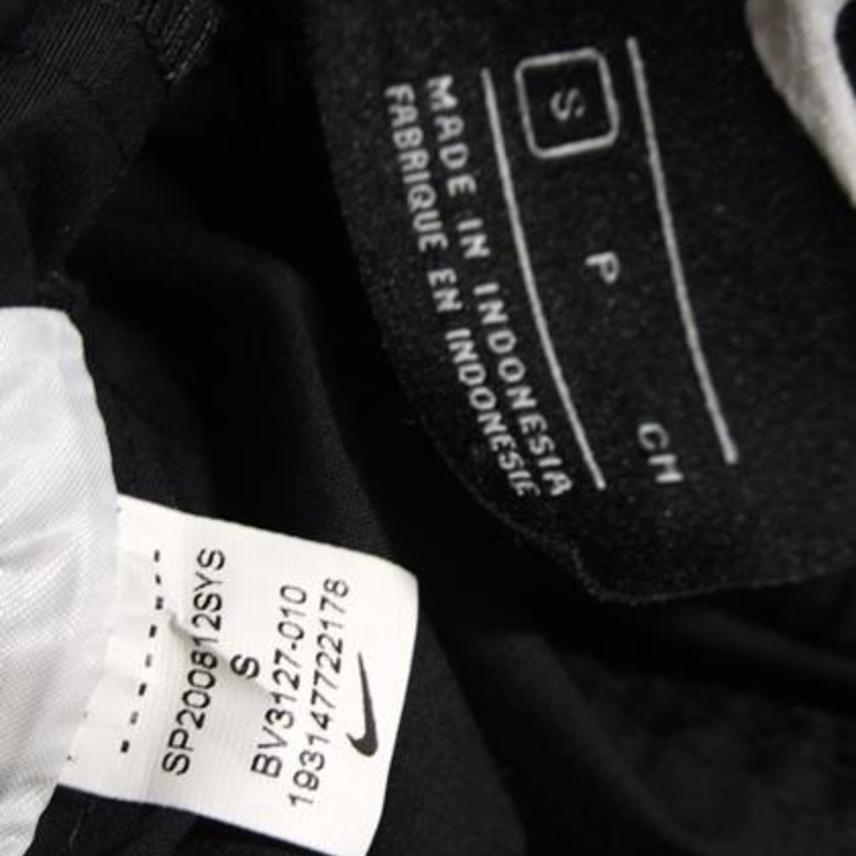 S P CH
MADE IN INDONESIA
FABRIQUE EN INDONESIE
SP200812SYS
S
BV3127-010
193147722178